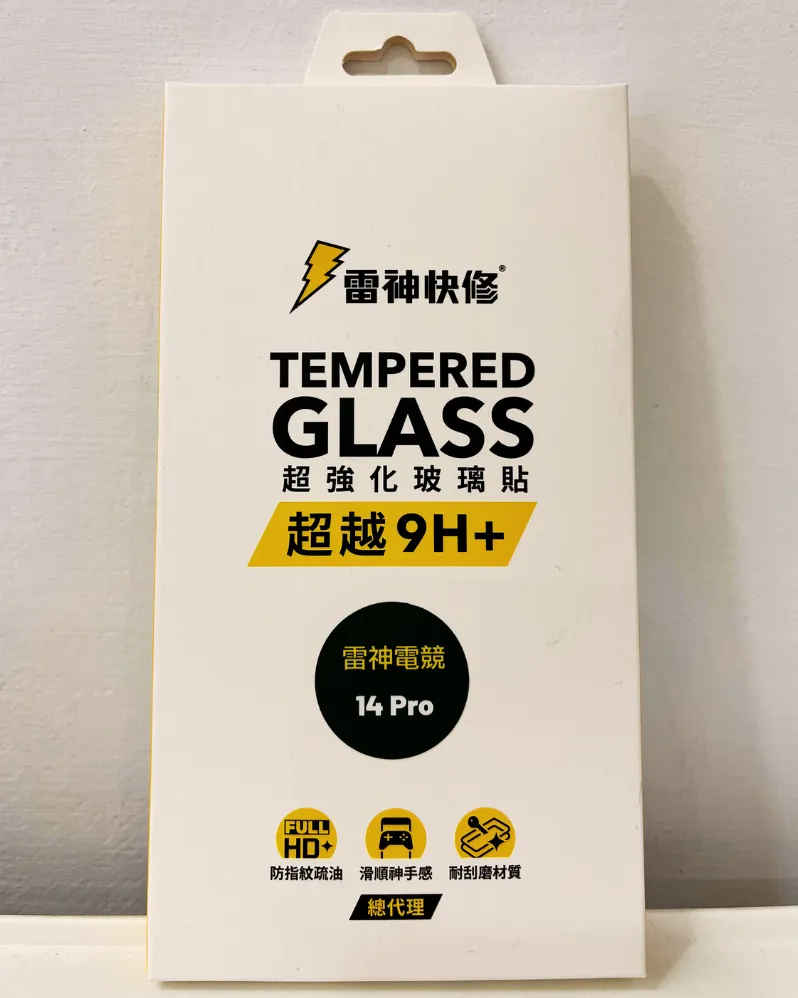 雷神快修®
TEMPERED
GLASS
超強化玻璃貼
超越9H+
雷神電競
14 Pro
FULL
HD+
防指紋疏油 滑順神手感 耐刮磨材質
總代理